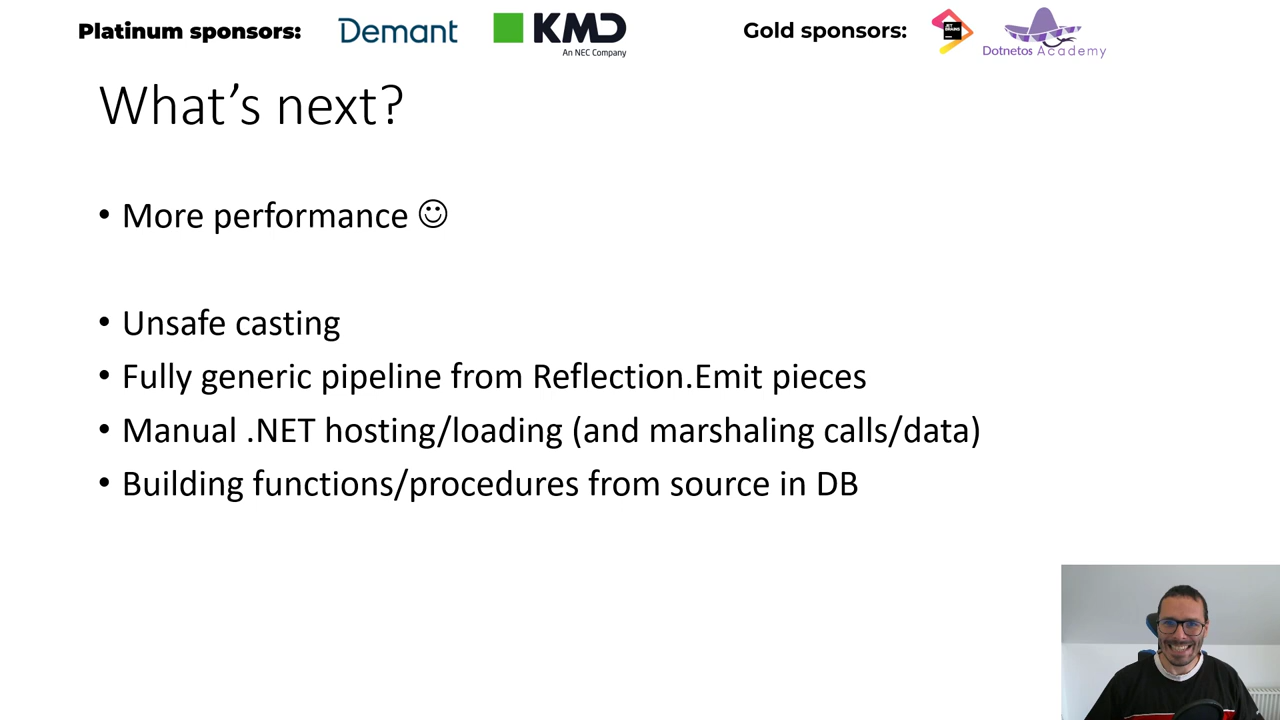 Platinum sponsors: Demant KMD Gold sponsors: JET BRAINS Dotnetos Academy
An NEC Company
What's next?
• More performance ☺
• Unsafe casting
• Fully generic pipeline from Reflection.Emit pieces
• Manual .NET hosting/loading (and marshaling calls/data)
• Building functions/procedures from source in DB